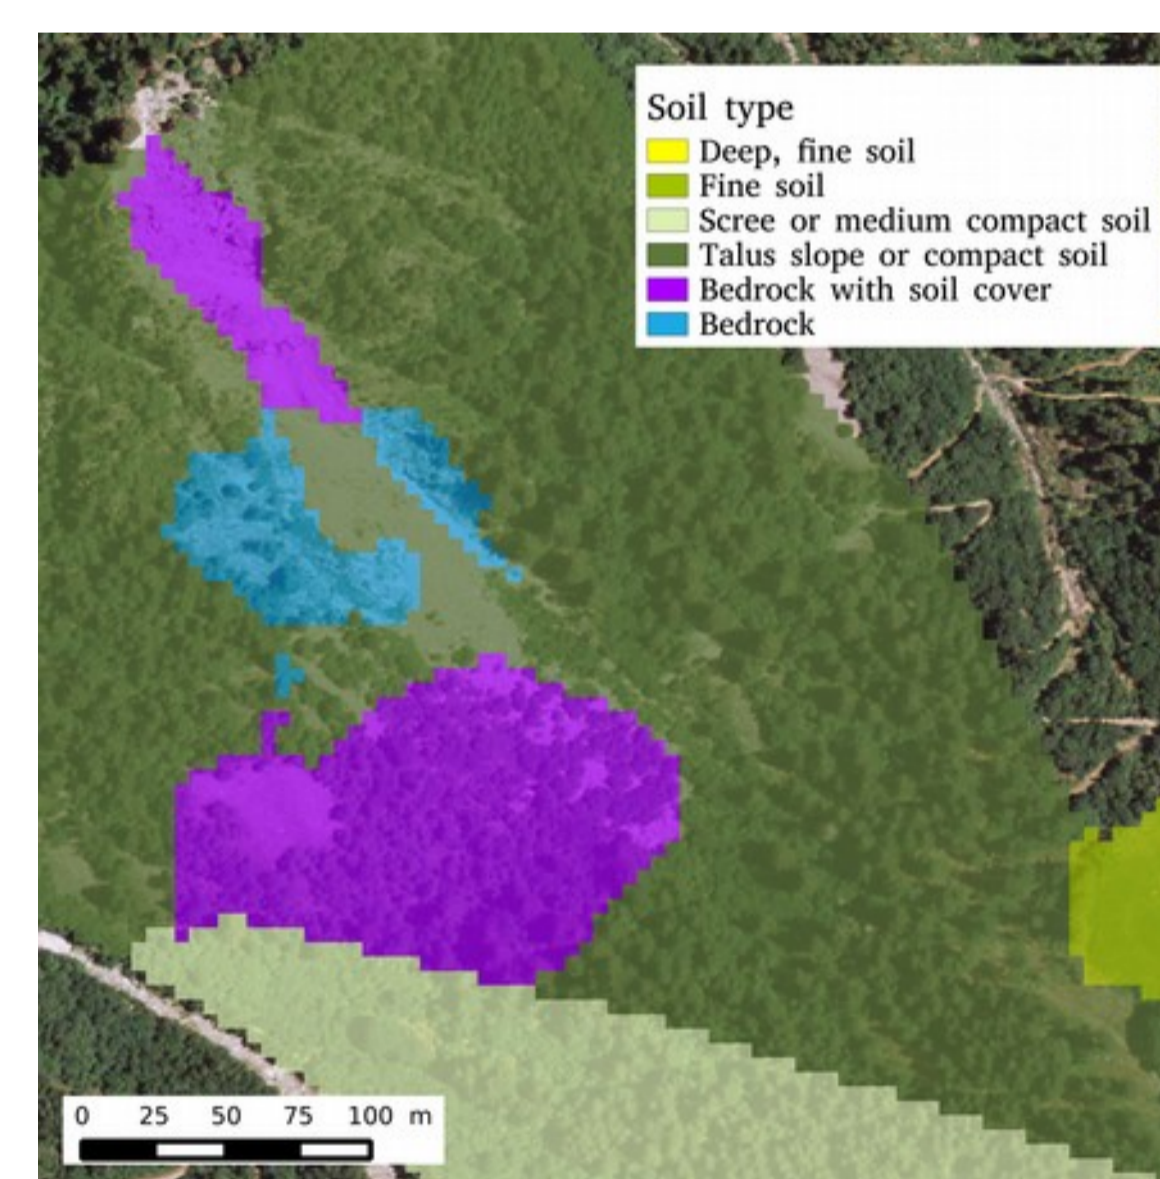 Soil type
Deep, fine soil
Fine soil
Scree or medium compact soil
Talus slope or compact soil
Bedrock with soil cover
Bedrock
0 25 50 75 100 m